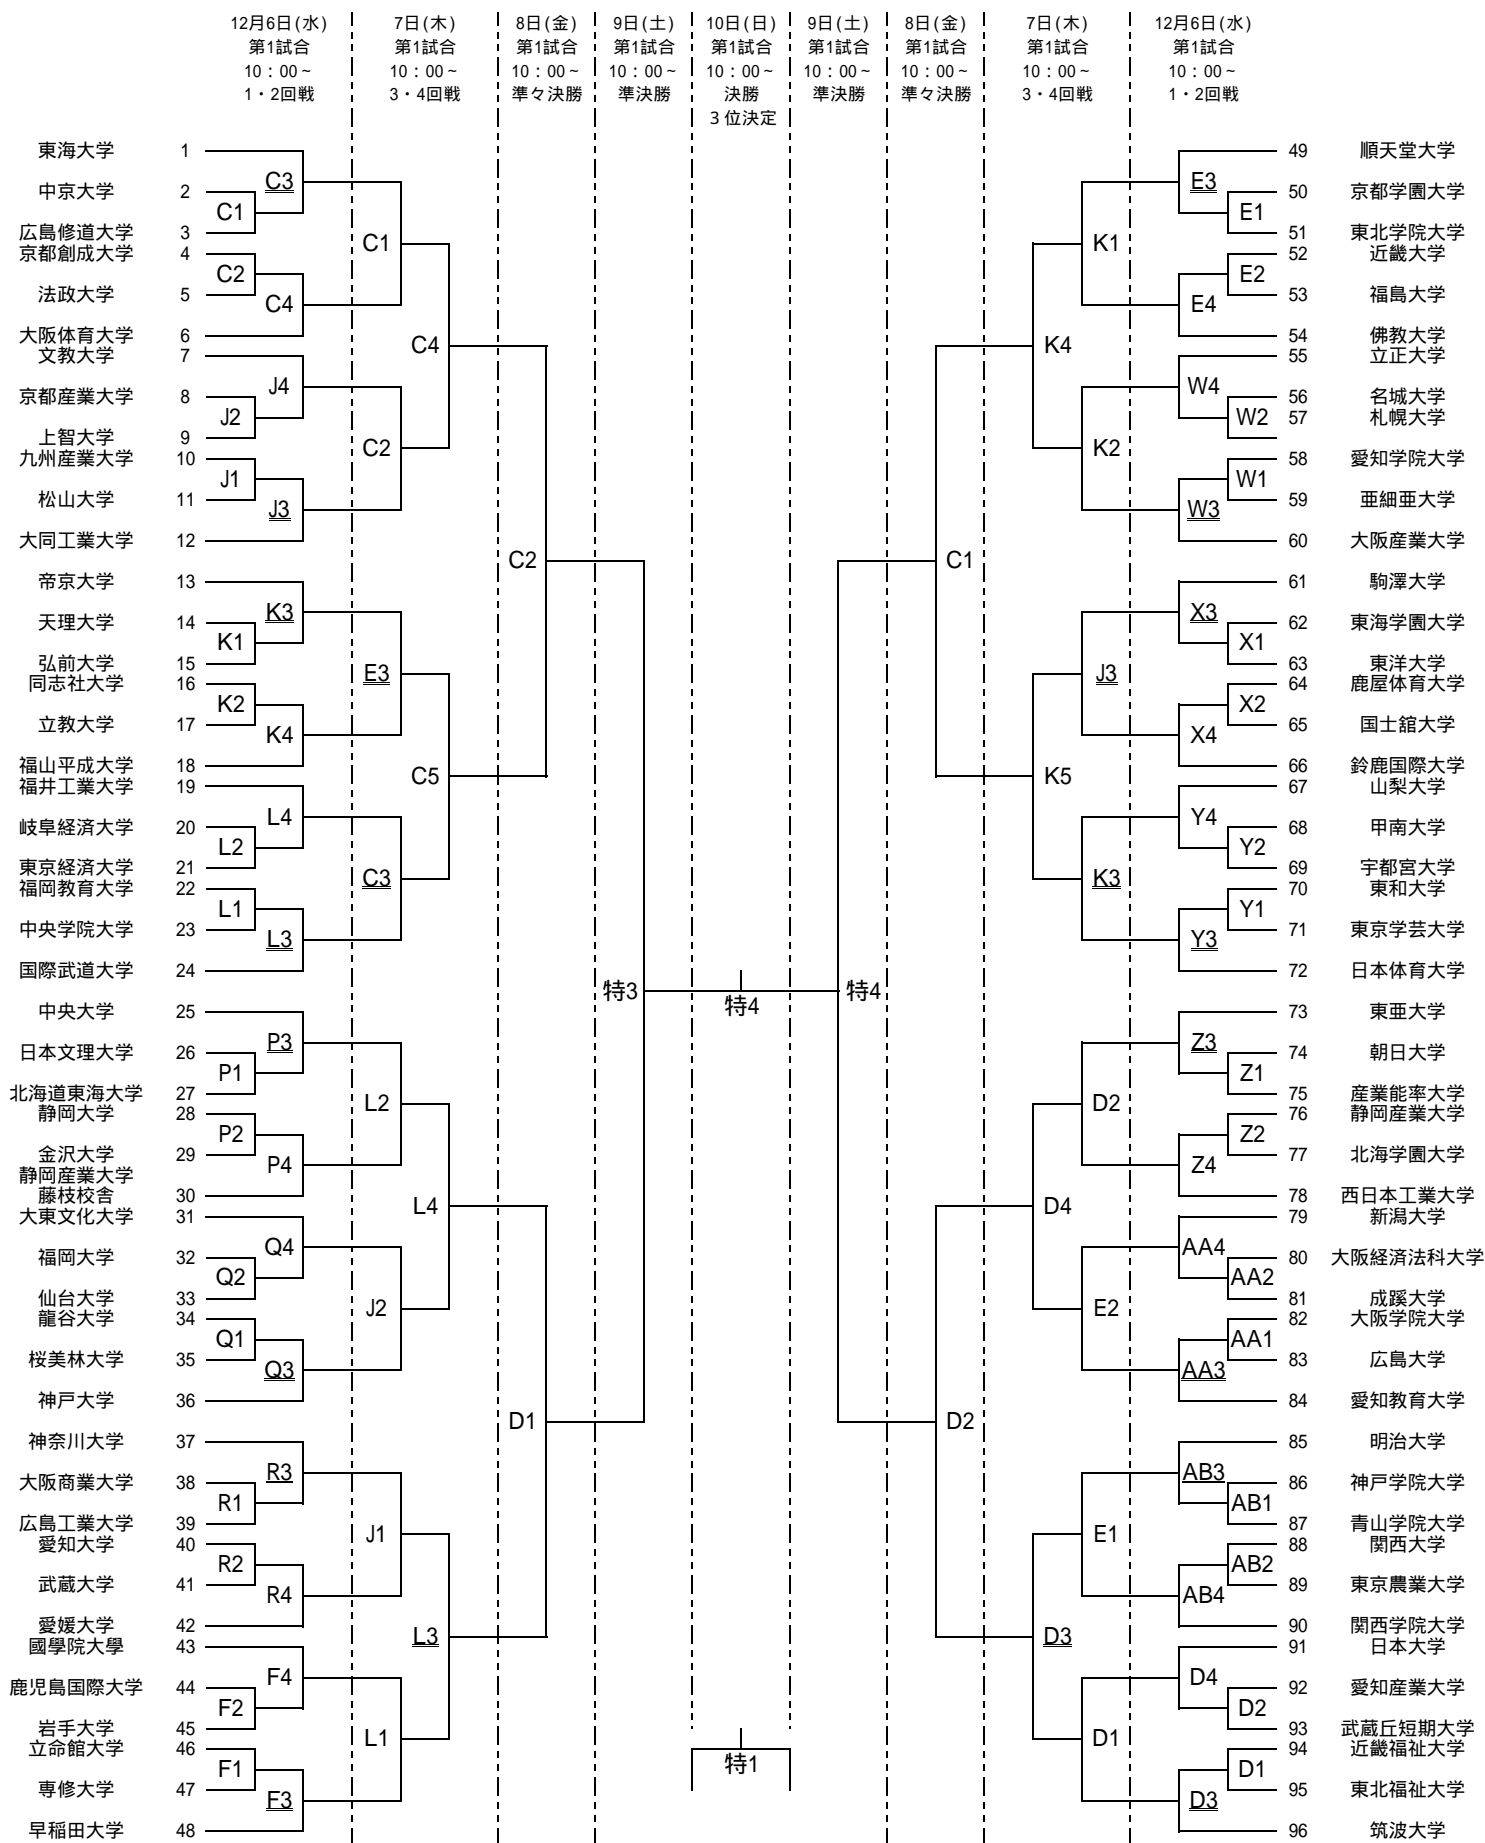 12月6日(水) 7日(木) 8日(金) 9日(土) 10日(日) 9日(土) 8日(金) 7日(木) 12月6日(水)
第1試合 第1試合 第1試合 第1試合 第1試合 第1試合 第1試合 第1試合 第1試合
10：00～ 10：00～ 10：00～ 10：00～ 10：00～ 10：00～ 10：00～ 10：00～ 10：00～
1・2回戦 3・4回戦 準々決勝 準決勝 決勝 準決勝 準々決勝 3・4回戦 1・2回戦
３位決定
東海大学 1
中京大学 2
広島修道大学 3
京都創成大学 4
法政大学 5
大阪体育大学 6
文教大学 7
京都産業大学 8
上智大学 9
九州産業大学 10
松山大学 11
大同工業大学 12
帝京大学 13
天理大学 14
弘前大学 15
同志社大学 16
立教大学 17
福山平成大学 18
福井工業大学 19
岐阜経済大学 20
東京経済大学 21
福岡教育大学 22
中央学院大学 23
国際武道大学 24
中央大学 25
日本文理大学 26
北海道東海大学 27
静岡大学 28
金沢大学 29
静岡産業大学
藤枝校舎 30
大東文化大学 31
福岡大学 32
仙台大学 33
龍谷大学 34
桜美林大学 35
神戸大学 36
神奈川大学 37
大阪商業大学 38
広島工業大学 39
愛知大学 40
武蔵大学 41
愛媛大学 42
國學院大學 43
鹿児島国際大学 44
岩手大学 45
立命館大学 46
専修大学 47
早稲田大学 48
C3
C1
C2
C4
J4
J2
J1
J3
K3
K1
K2
K4
L4
L2
L1
L3
P3
P1
P2
P4
Q4
Q2
Q1
Q3
R3
R1
R2
R4
F4
F2
F1
F3
C1
C2
E3
C3
L2
J2
J1
L1
C4
C5
L4
L3
C2
D1
特3
特4
特1
特4
C1
D2
K4
K5
D4
D3
K1
K2
J3
K3
D2
E2
E1
D1
E3
E1
E2
E4
W4
W2
W1
W3
X3
X1
X2
X4
Y4
Y2
Y1
Y3
Z3
Z1
Z2
Z4
AA4
AA2
AA1
AA3
AB3
AB1
AB2
AB4
D4
D2
D1
D3
49 順天堂大学
50 京都学園大学
51 東北学院大学
52 近畿大学
53 福島大学
54 佛教大学
55 立正大学
56 名城大学
57 札幌大学
58 愛知学院大学
59 亜細亜大学
60 大阪産業大学
61 駒澤大学
62 東海学園大学
63 東洋大学
64 鹿屋体育大学
65 国士舘大学
66 鈴鹿国際大学
67 山梨大学
68 甲南大学
69 宇都宮大学
70 東和大学
71 東京学芸大学
72 日本体育大学
73 東亜大学
74 朝日大学
75 産業能率大学
76 静岡産業大学
77 北海学園大学
78 西日本工業大学
79 新潟大学
80 大阪経済法科大学
81 成蹊大学
82 大阪学院大学
83 広島大学
84 愛知教育大学
85 明治大学
86 神戸学院大学
87 青山学院大学
88 関西大学
89 東京農業大学
90 関西学院大学
91 日本大学
92 愛知産業大学
93 武蔵丘短期大学
94 近畿福祉大学
95 東北福祉大学
96 筑波大学